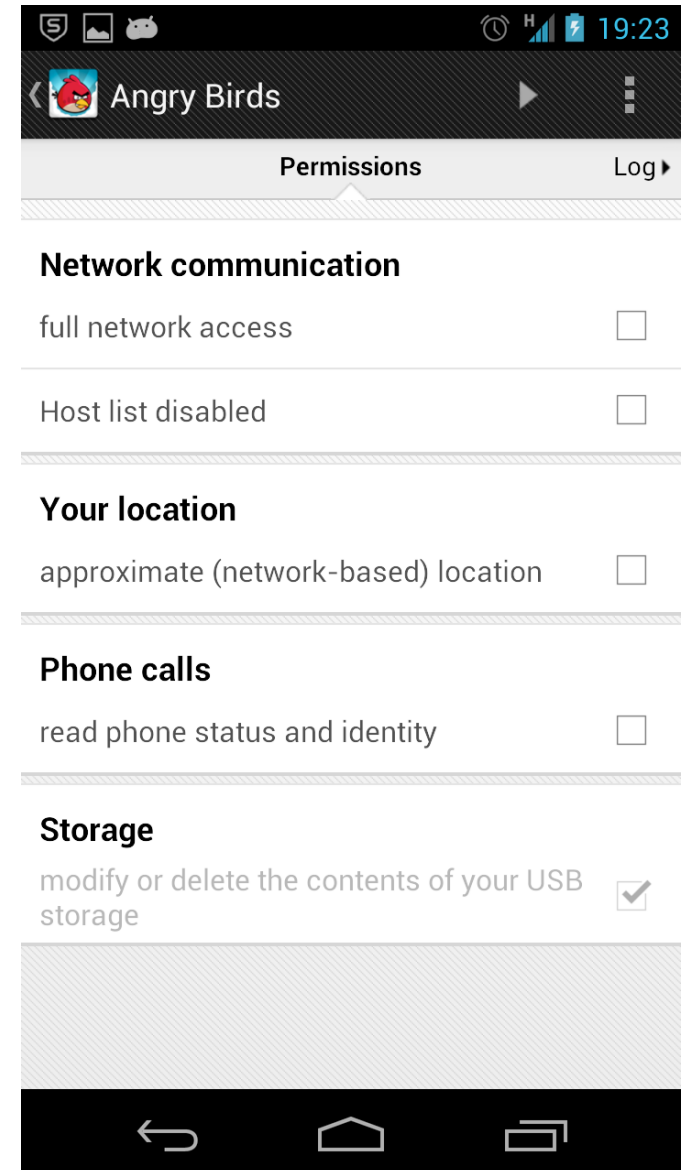 H 19:23
Angry Birds
Permissions Log
Network communication
full network access
Host list disabled
Your location
approximate (network-based) location
Phone calls
read phone status and identity
Storage
modify or delete the contents of your USB
storage